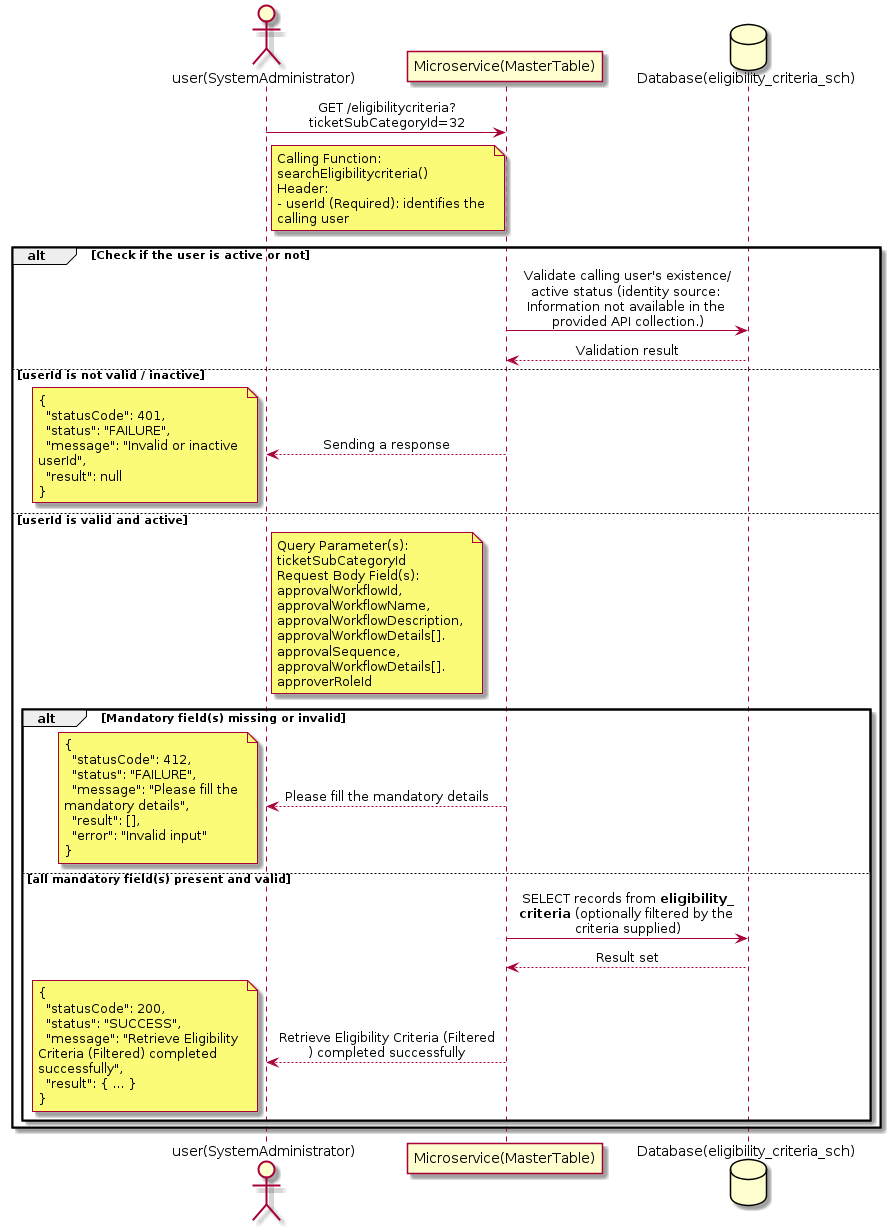 user(SystemAdministrator)
Microservice(MasterTable)
Database(eligibility_criteria_sch)
GET /eligibilitycriteria?
ticketSubCategoryId=32
Calling Function:
searchEligibilitycriteria()
Header:
- userId (Required): identifies the
calling user
alt
[Check if the user is active or not]
Validate calling user's existence/
active status (identity source:
Information not available in the
provided API collection.)
Validation result
[userId is not valid / inactive]
{
"statusCode": 401,
"status": "FAILURE",
"message": "Invalid or inactive
userId",
"result": null
}
Sending a response
[userId is valid and active]
Query Parameter(s):
ticketSubCategoryId
Request Body Field(s):
approvalWorkflowId,
approvalWorkflowName,
approvalWorkflowDescription,
approvalWorkflowDetails[].
approvalSequence,
approvalWorkflowDetails[].
approverRoleId
alt
[Mandatory field(s) missing or invalid]
{
"statusCode": 412,
"status": "FAILURE",
"message": "Please fill the
mandatory details",
"result": [],
"error": "Invalid input"
}
Please fill the mandatory details
[all mandatory field(s) present and valid]
SELECT records from eligibility_
criteria (optionally filtered by the
criteria supplied)
Result set
{
"statusCode": 200,
"status": "SUCCESS",
"message": "Retrieve Eligibility
Criteria (Filtered) completed
successfully",
"result": { ... }
}
Retrieve Eligibility Criteria (Filtered
) completed successfully
user(SystemAdministrator)
Microservice(MasterTable)
Database(eligibility_criteria_sch)